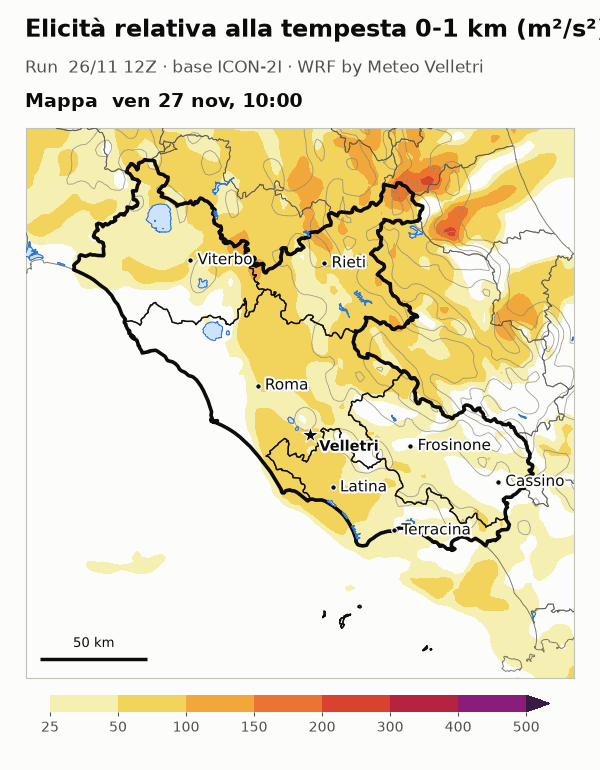 Elicità relativa alla tempesta 0-1 km (m²/s²)
Run 26/11 12Z · base ICON-2I · WRF by Meteo Velletri
Mappa ven 27 nov, 10:00
Viterbo
Rieti
Roma
Velletri
Frosinone
Latina
Cassino
Terracina
50 km
25 50 100 150 200 300 400 500